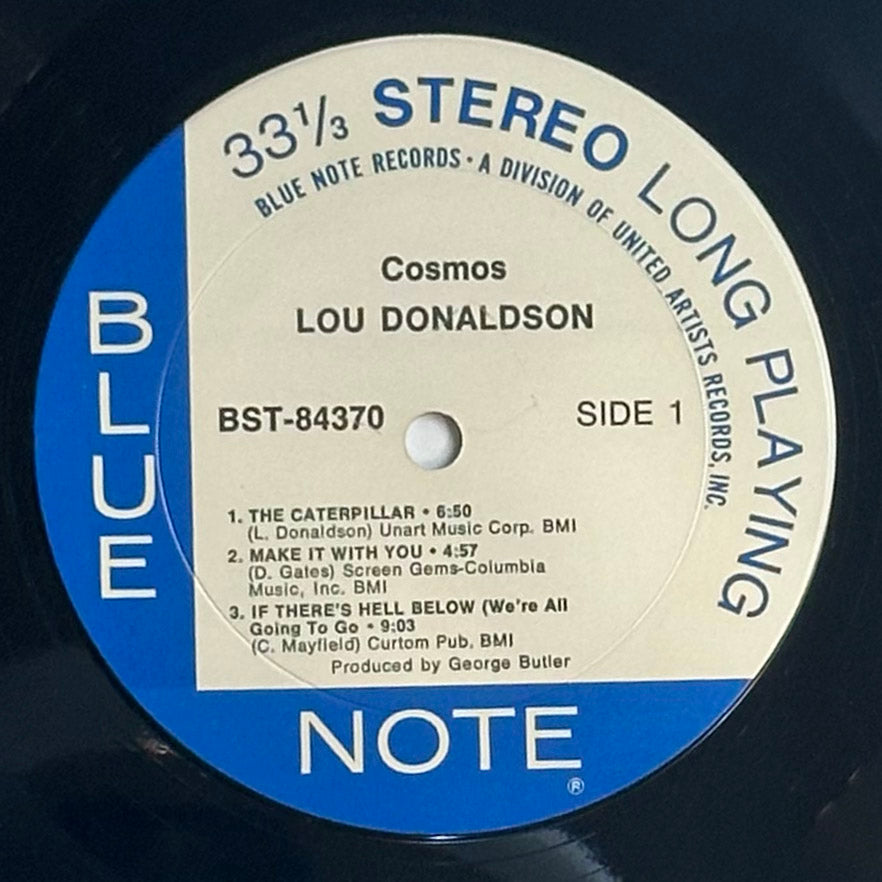 33⅓ STEREO LONG PLAYING
BLUE NOTE RECORDS · A DIVISION OF UNITED ARTISTS RECORDS, INC.
Cosmos
LOU DONALDSON
BST-84370
SIDE 1
1. THE CATERPILLAR • 6:50
(L. Donaldson) Unart Music Corp. BMI
2. MAKE IT WITH YOU • 4:57
(D. Gates) Screen Gems-Columbia
Music, Inc. BMI
3. IF THERE'S HELL BELOW (We're All
Going To Go • 9:03
(C. Mayfield) Curtom Pub. BMI
Produced by George Butler
BLUE
NOTE
®